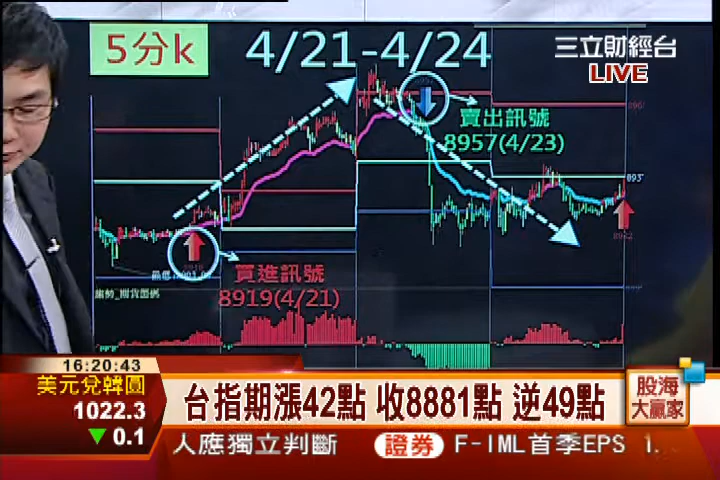 5分k
4/21-4/24
三立財經台
LIVE
賣出訊號
8957(4/23)
893
買進訊號
8919(4/21)
16:20:43
美元兌韓圓
1022.3
▼0.1
台指期漲42點 收8881點 逆49點
股海
大贏家
人應獨立判斷 證券 F-IML首季EPS 1.